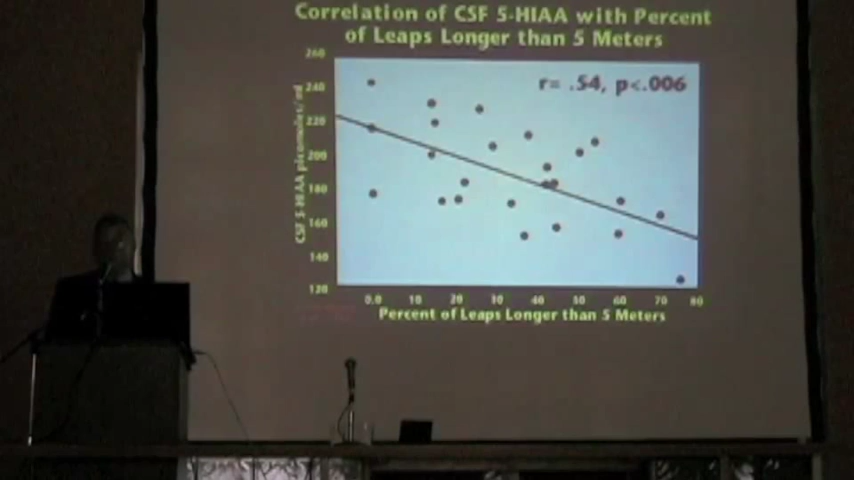 Correlation of CSF 5-HIAA with Percent
of Leaps Longer than 5 Meters
r= .54, p<.006
CSF 5-HIAA picomoles/ml
260
240
220
200
180
160
140
120
0.0 10 20 30 40 50 60 70 80
Percent of Leaps Longer than 5 Meters